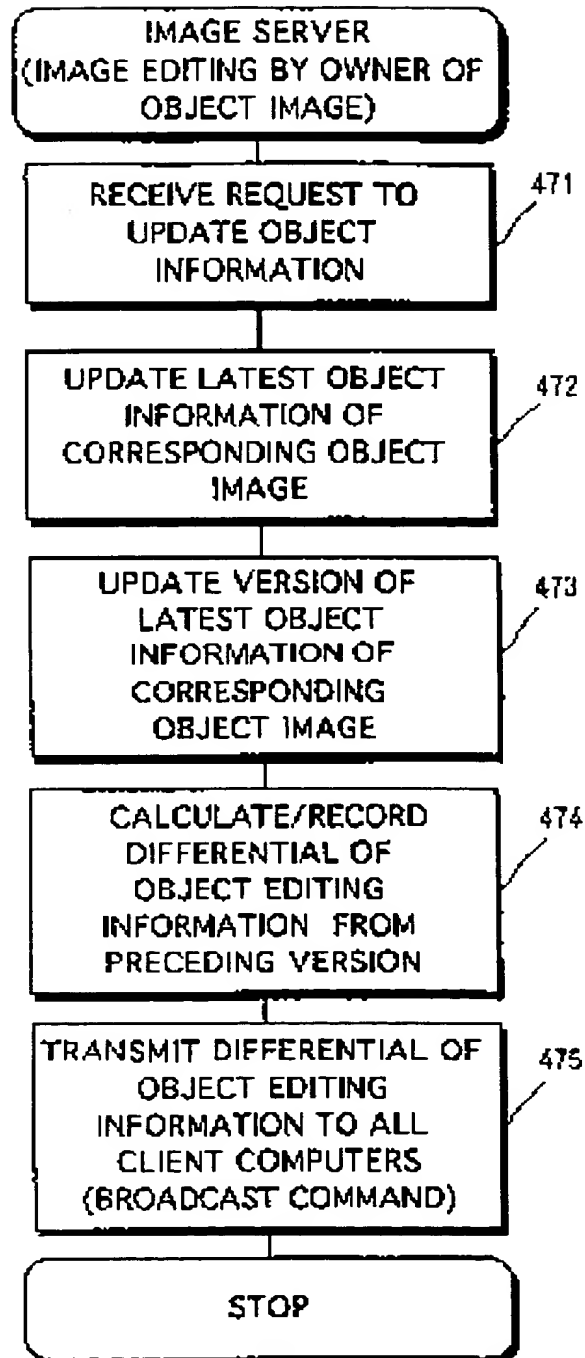 IMAGE SERVER
(IMAGE EDITING BY OWNER OF
OBJECT IMAGE)
RECEIVE REQUEST TO
UPDATE OBJECT
INFORMATION
471
UPDATE LATEST OBJECT
INFORMATION OF
CORRESPONDING OBJECT
IMAGE
472
UPDATE VERSION OF
LATEST OBJECT
INFORMATION OF
CORRESPONDING
OBJECT IMAGE
473
CALCULATE/RECORD
DIFFERENTIAL OF
OBJECT EDITING
INFORMATION FROM
PRECEDING VERSION
474
TRANSMIT DIFFERENTIAL OF
OBJECT EDITING
INFORMATION TO ALL
CLIENT COMPUTERS
(BROADCAST COMMAND)
475
STOP